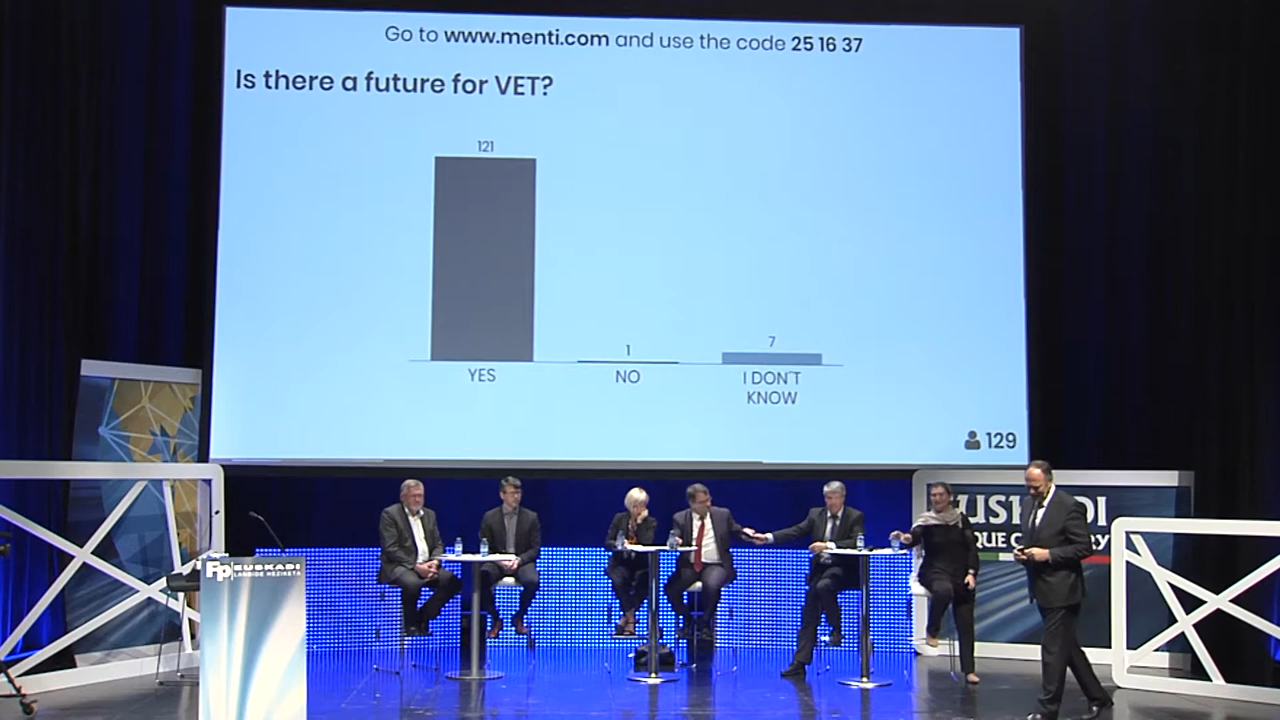 Go to www.menti.com and use the code 25 16 37
Is there a future for VET?
121
1
7
YES
NO
I DON'T
KNOW
129
Fp EUSKADI
LANBIDE HEZIKETA